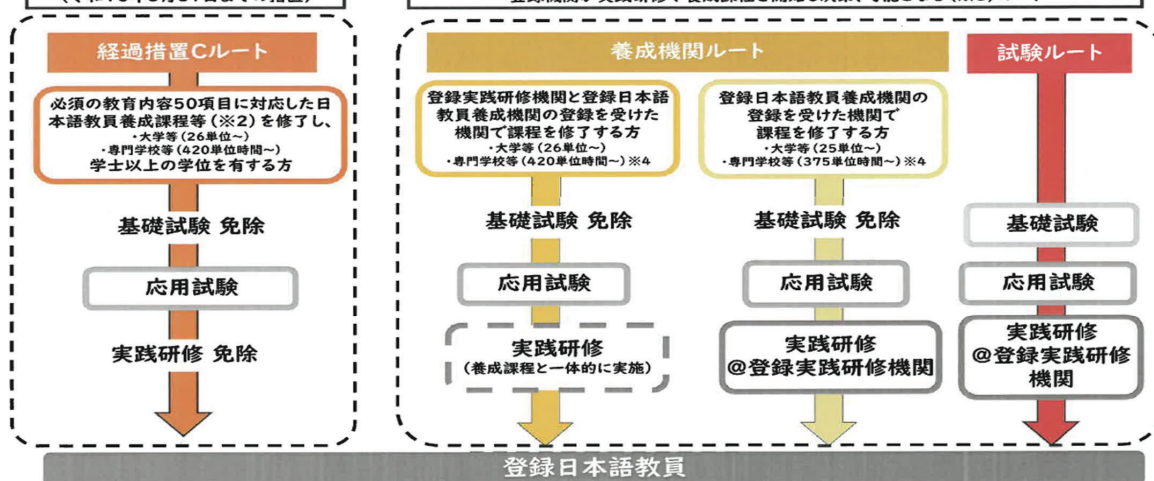 経過措置Cルート
必須の教育内容50項目に対応した日
本語教員養成課程等(※2)を修了し、
・大学等(26単位~)
・専門学校等(420単位時間~)
学士以上の学位を有する方
基礎試験 免除
応用試験
実践研修 免除
養成機関ルート
登録実践研修機関と登録日本語
教員養成機関の登録を受けた
機関で課程を修了する方
・大学等(26単位~)
・専門学校等(420単位時間~)※4
基礎試験 免除
応用試験
実践研修
(養成課程と一体的に実施)
登録日本語教員養成機関の
登録を受けた機関で
課程を修了する方
・大学等(25単位~)
・専門学校等(375単位時間~)※4
基礎試験 免除
応用試験
実践研修
@登録実践研修機関
試験ルート
基礎試験
応用試験
実践研修
@登録実践研修
機関
登録日本語教員